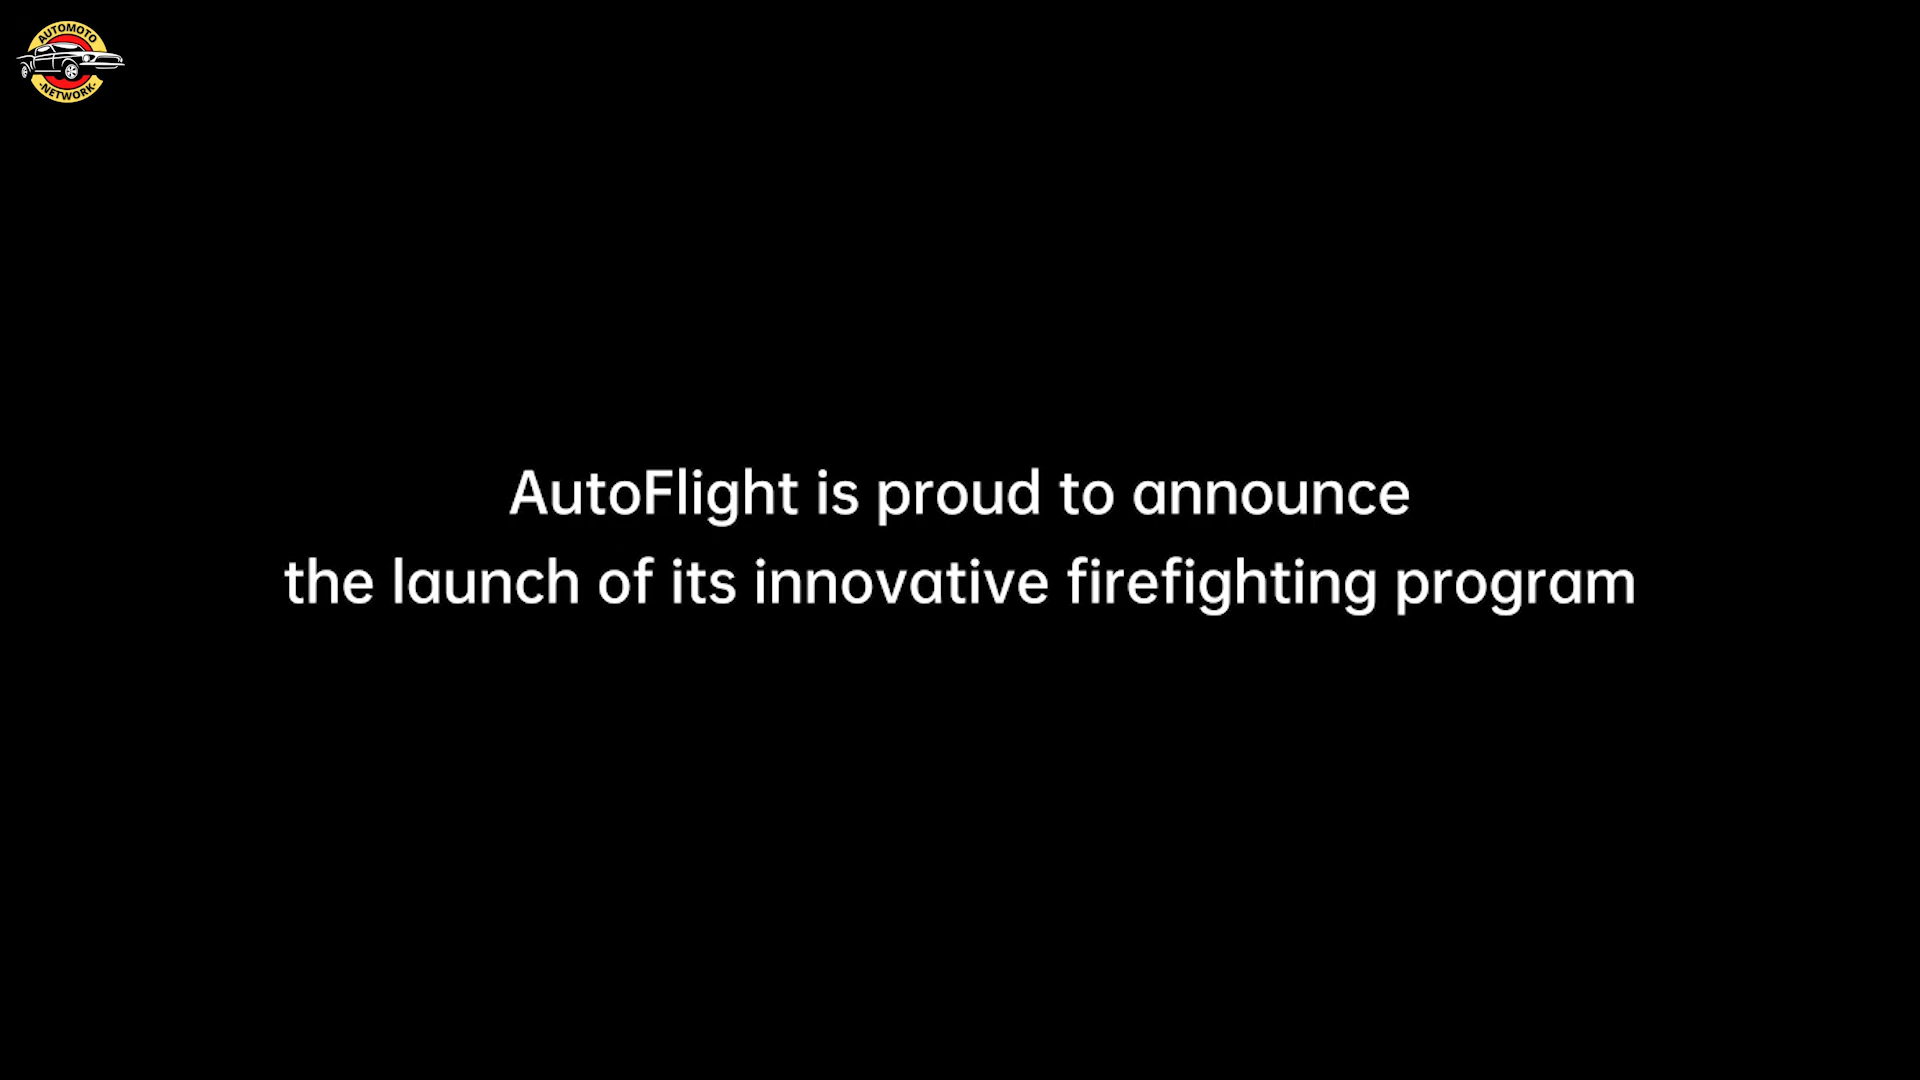 AUTOMOTO
-NETWORK-
AutoFlight is proud to announce
the launch of its innovative firefighting program